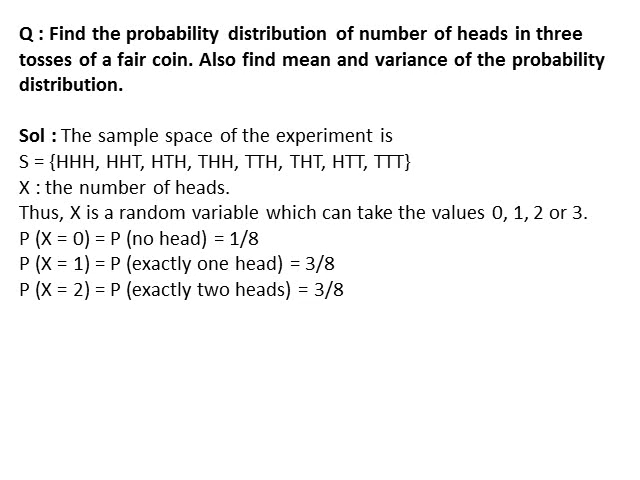 Q : Find the probability distribution of number of heads in three
tosses of a fair coin. Also find mean and variance of the probability
distribution.
Sol : The sample space of the experiment is
S = {HHH, HHT, HTH, THH, TTH, THT, HTT, TTT}
X : the number of heads.
Thus, X is a random variable which can take the values 0, 1, 2 or 3.
P (X = 0) = P (no head) = 1/8
P (X = 1) = P (exactly one head) = 3/8
P (X = 2) = P (exactly two heads) = 3/8